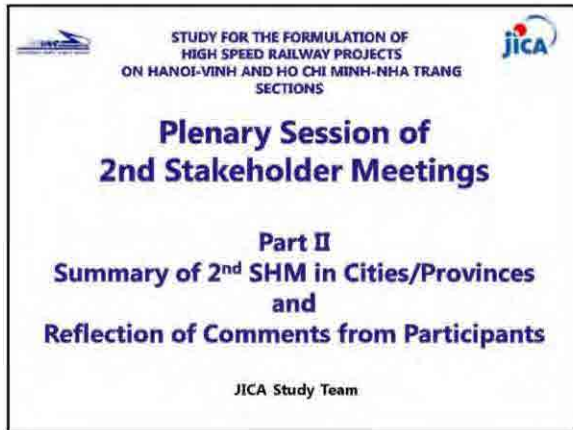 STUDY FOR THE FORMULATION OF
HIGH SPEED RAILWAY PROJECTS
ON HANOI-VINH AND HO CHI MINH-NHA TRANG
SECTIONS
jICA
Plenary Session of
2nd Stakeholder Meetings
Part II
Summary of 2nd SHM in Cities/Provinces
and
Reflection of Comments from Participants
JICA Study Team